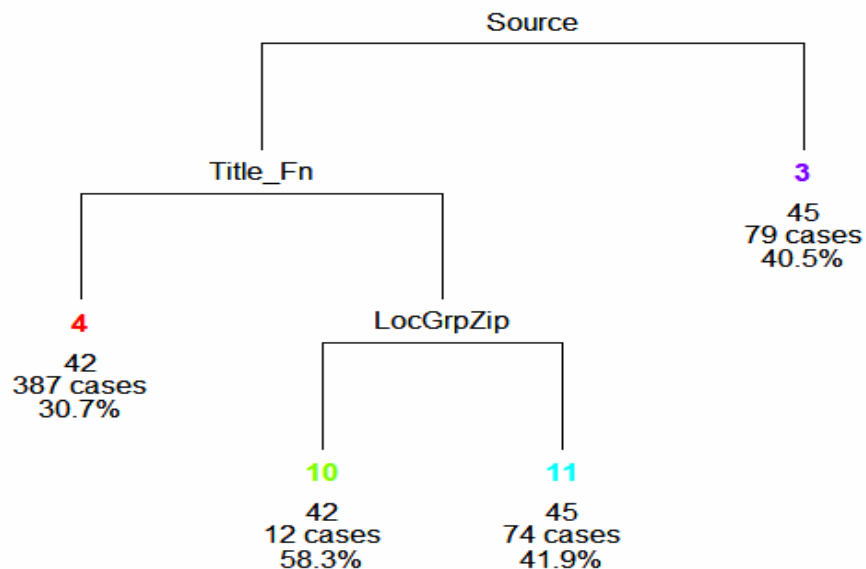 Source
Title_Fn
3
45
79 cases
40.5%
4
42
387 cases
30.7%
LocGrpZip
10
42
12 cases
58.3%
11
45
74 cases
41.9%